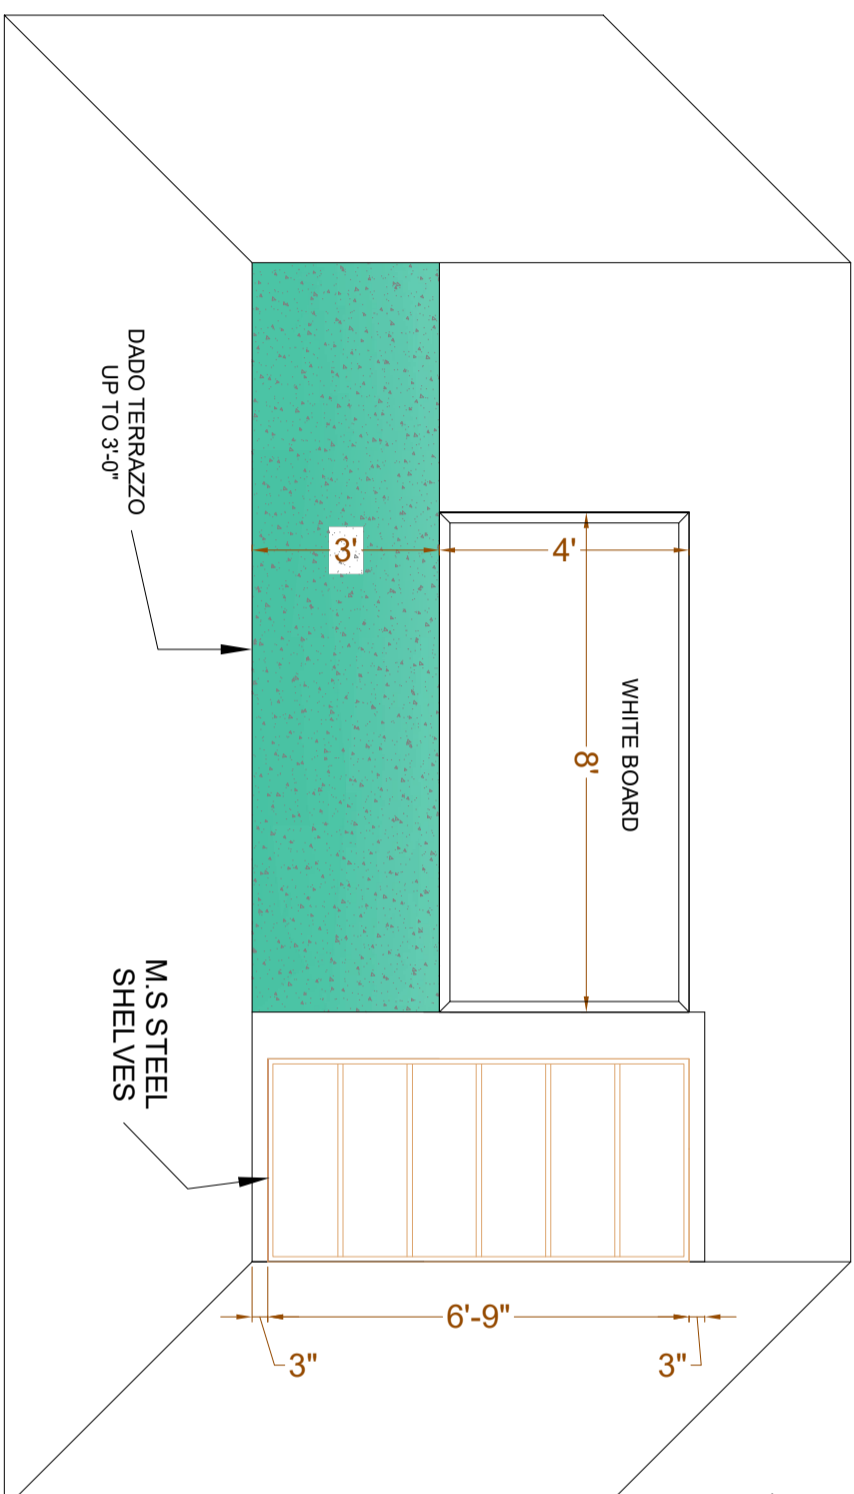 WHITE BOARD
8'
4'
3'
6'-9"
3"
3"
DADO TERRAZZO
UP TO 3'-0"
M.S STEEL
SHELVES